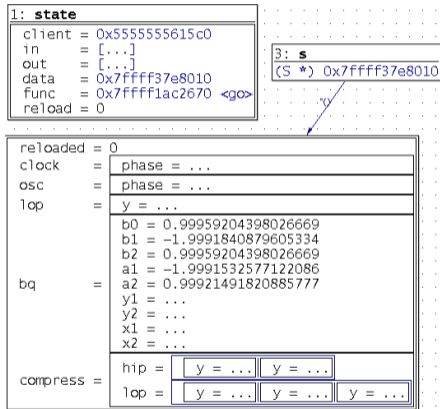 1: state
client = 0x5555555615c0
in = [...]
out = [...]
data = 0x7ffff37e8010
func = 0x7ffff1ac2670 <go>
reload = 0
3: s
(S *) 0x7ffff37e8010
*()
reloaded = 0
clock = phase = ...
osc = phase = ...
lop = y = ...
bq =
b0 = 0.99959204398026669
b1 = -1.9991840879605334
b2 = 0.99959204398026669
a1 = -1.9991532577122086
a2 = 0.99921491820885777
y1 = ...
y2 = ...
x1 = ...
x2 = ...
compress =
hip = y = ... y = ...
lop = y = ... y = ... y = ...